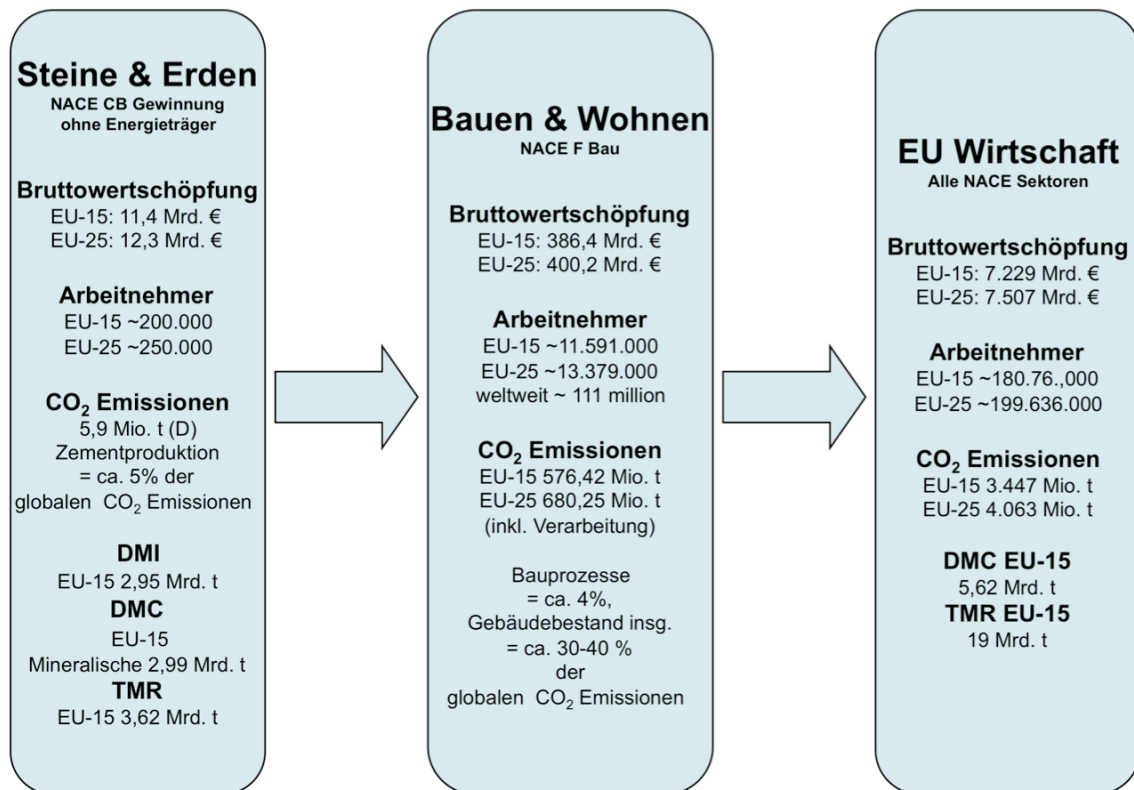 Steine & Erden
NACE CB Gewinnung
ohne Energieträger
Bruttowertschöpfung
EU-15: 11,4 Mrd. €
EU-25: 12,3 Mrd. €
Arbeitnehmer
EU-15 ~200.000
EU-25 ~250.000
CO₂ Emissionen
5,9 Mio. t (D)
Zementproduktion
= ca. 5% der
globalen CO₂ Emissionen
DMI
EU-15 2,95 Mrd. t
DMC
EU-15
Mineralische 2,99 Mrd. t
TMR
EU-15 3,62 Mrd. t
Bauen & Wohnen
NACE F Bau
Bruttowertschöpfung
EU-15: 386,4 Mrd. €
EU-25: 400,2 Mrd. €
Arbeitnehmer
EU-15 ~11.591.000
EU-25 ~13.379.000
weltweit ~ 111 million
CO₂ Emissionen
EU-15 576,42 Mio. t
EU-25 680,25 Mio. t
(inkl. Verarbeitung)
Bauprozesse
= ca. 4%,
Gebäudebestand insg.
= ca. 30-40 %
der
globalen CO₂ Emissionen
EU Wirtschaft
Alle NACE Sektoren
Bruttowertschöpfung
EU-15: 7.229 Mrd. €
EU-25: 7.507 Mrd. €
Arbeitnehmer
EU-15 ~180.76.,000
EU-25 ~199.636.000
CO₂ Emissionen
EU-15 3.447 Mio. t
EU-25 4.063 Mio. t
DMC EU-15
5,62 Mrd. t
TMR EU-15
19 Mrd. t